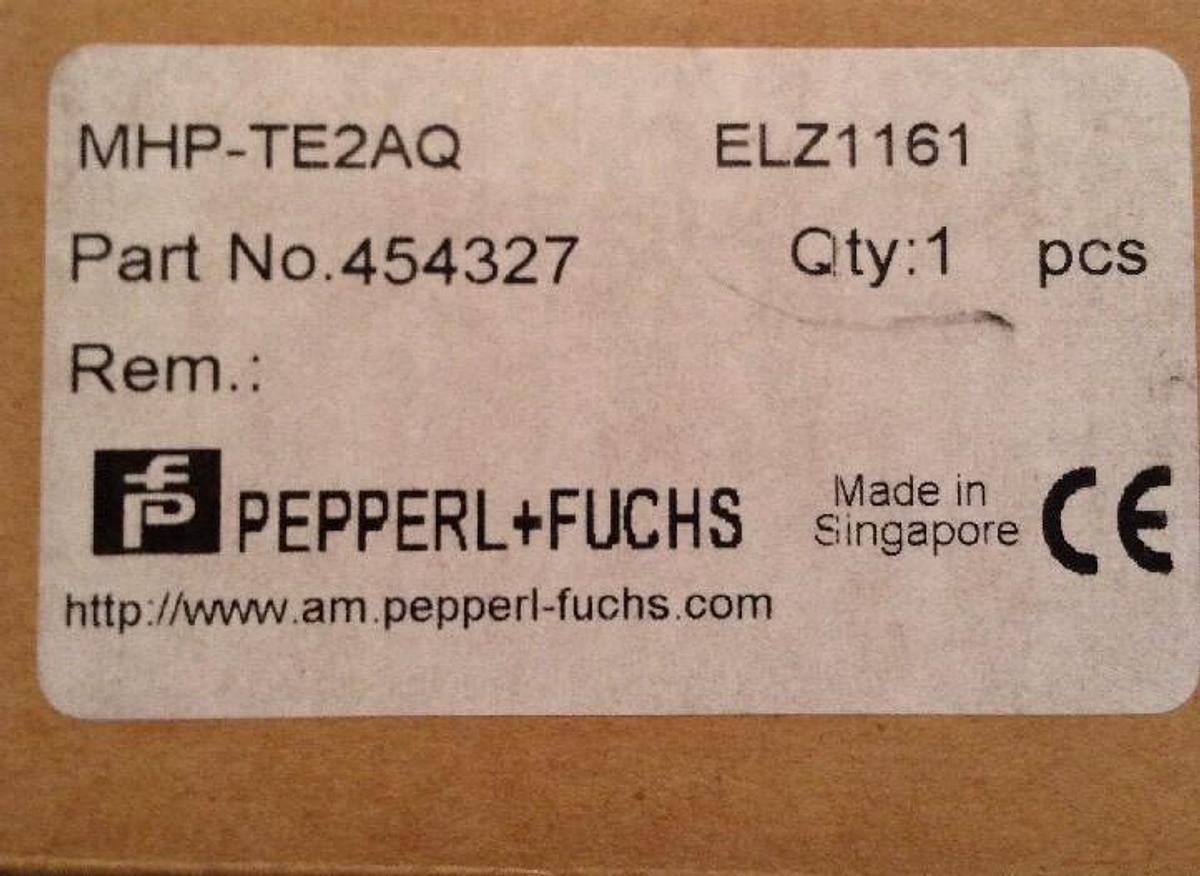 MHP-TE2AQ ELZ1161
Part No.454327 Qty:1 pcs
Rem.:
fP PEPPERL+FUCHS Made in Singapore CE
http://www.am.pepperl-fuchs.com